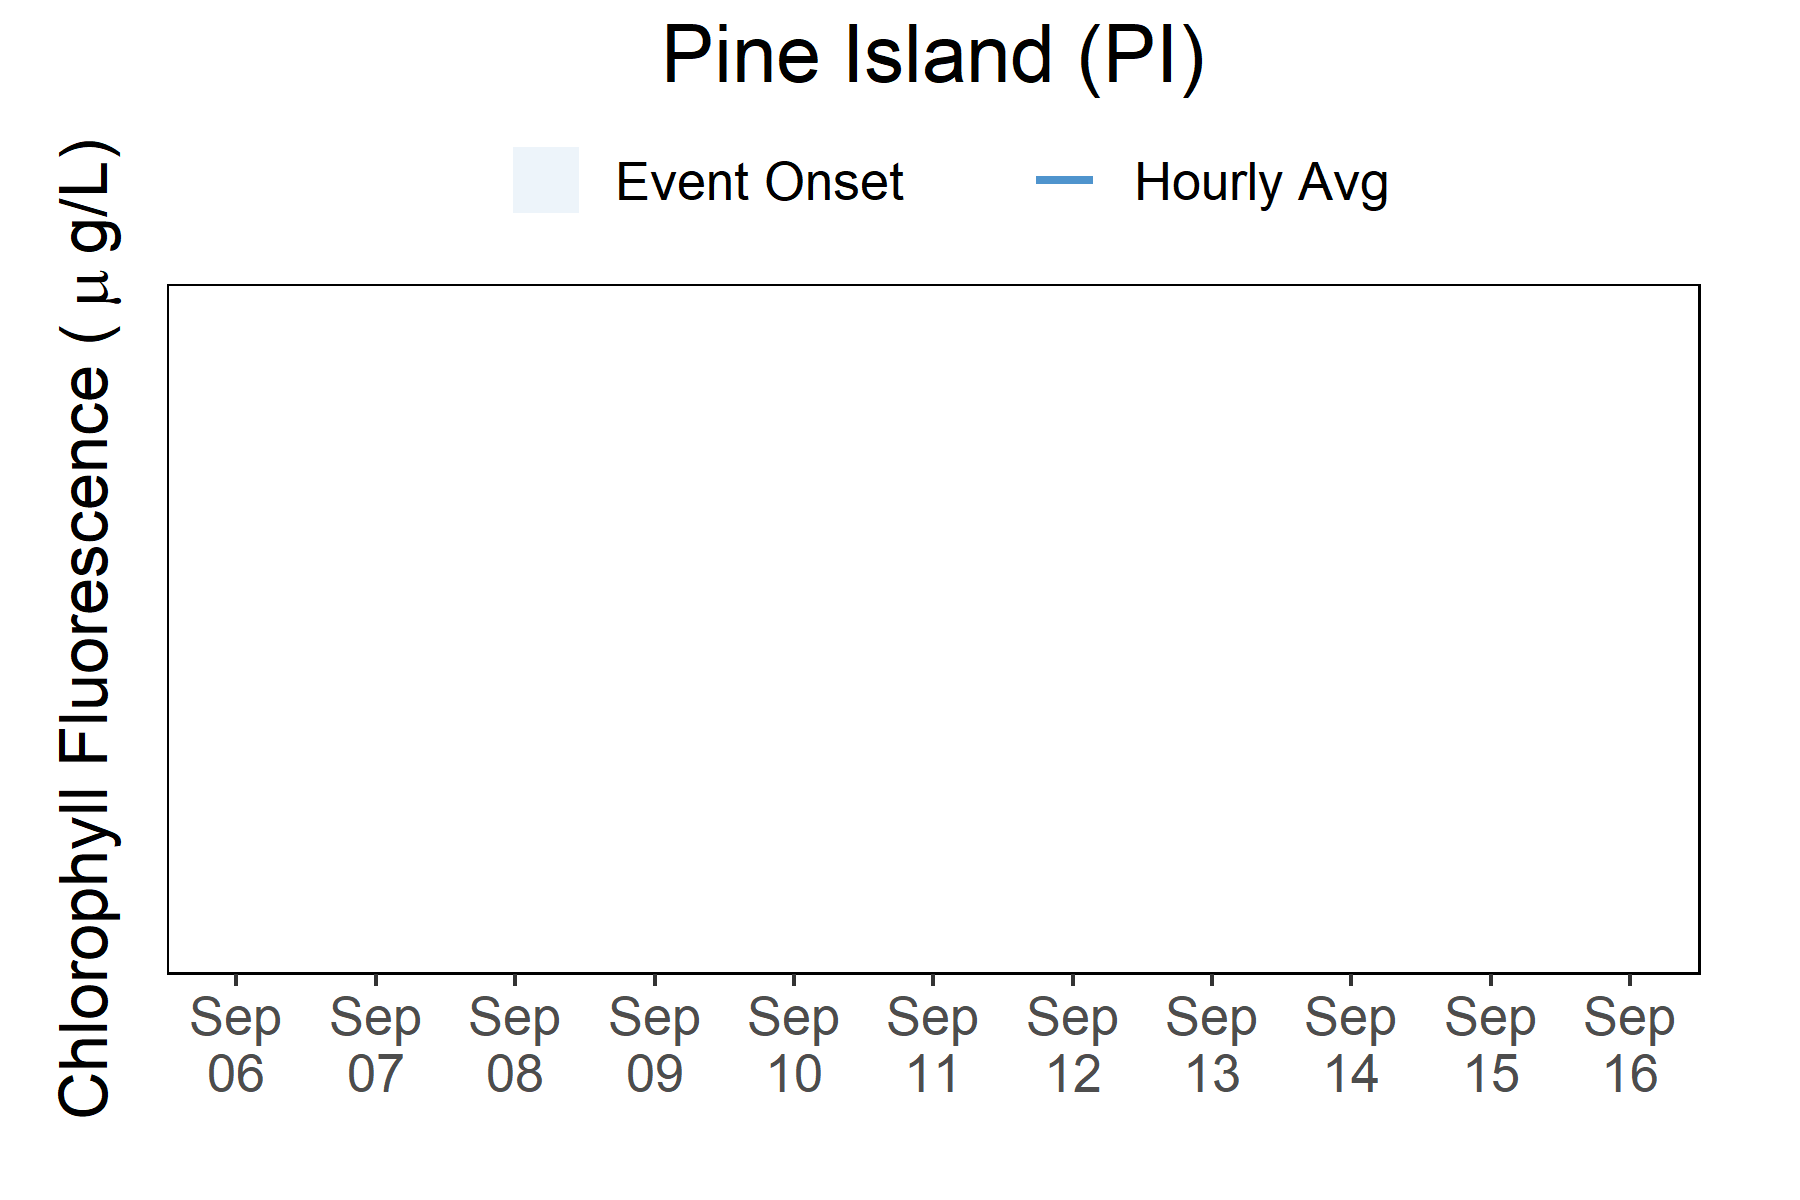 Pine Island (PI)
Event Onset
Hourly Avg
Chlorophyll Fluorescence ( μ g/L)
Sep 06
Sep 07
Sep 08
Sep 09
Sep 10
Sep 11
Sep 12
Sep 13
Sep 14
Sep 15
Sep 16